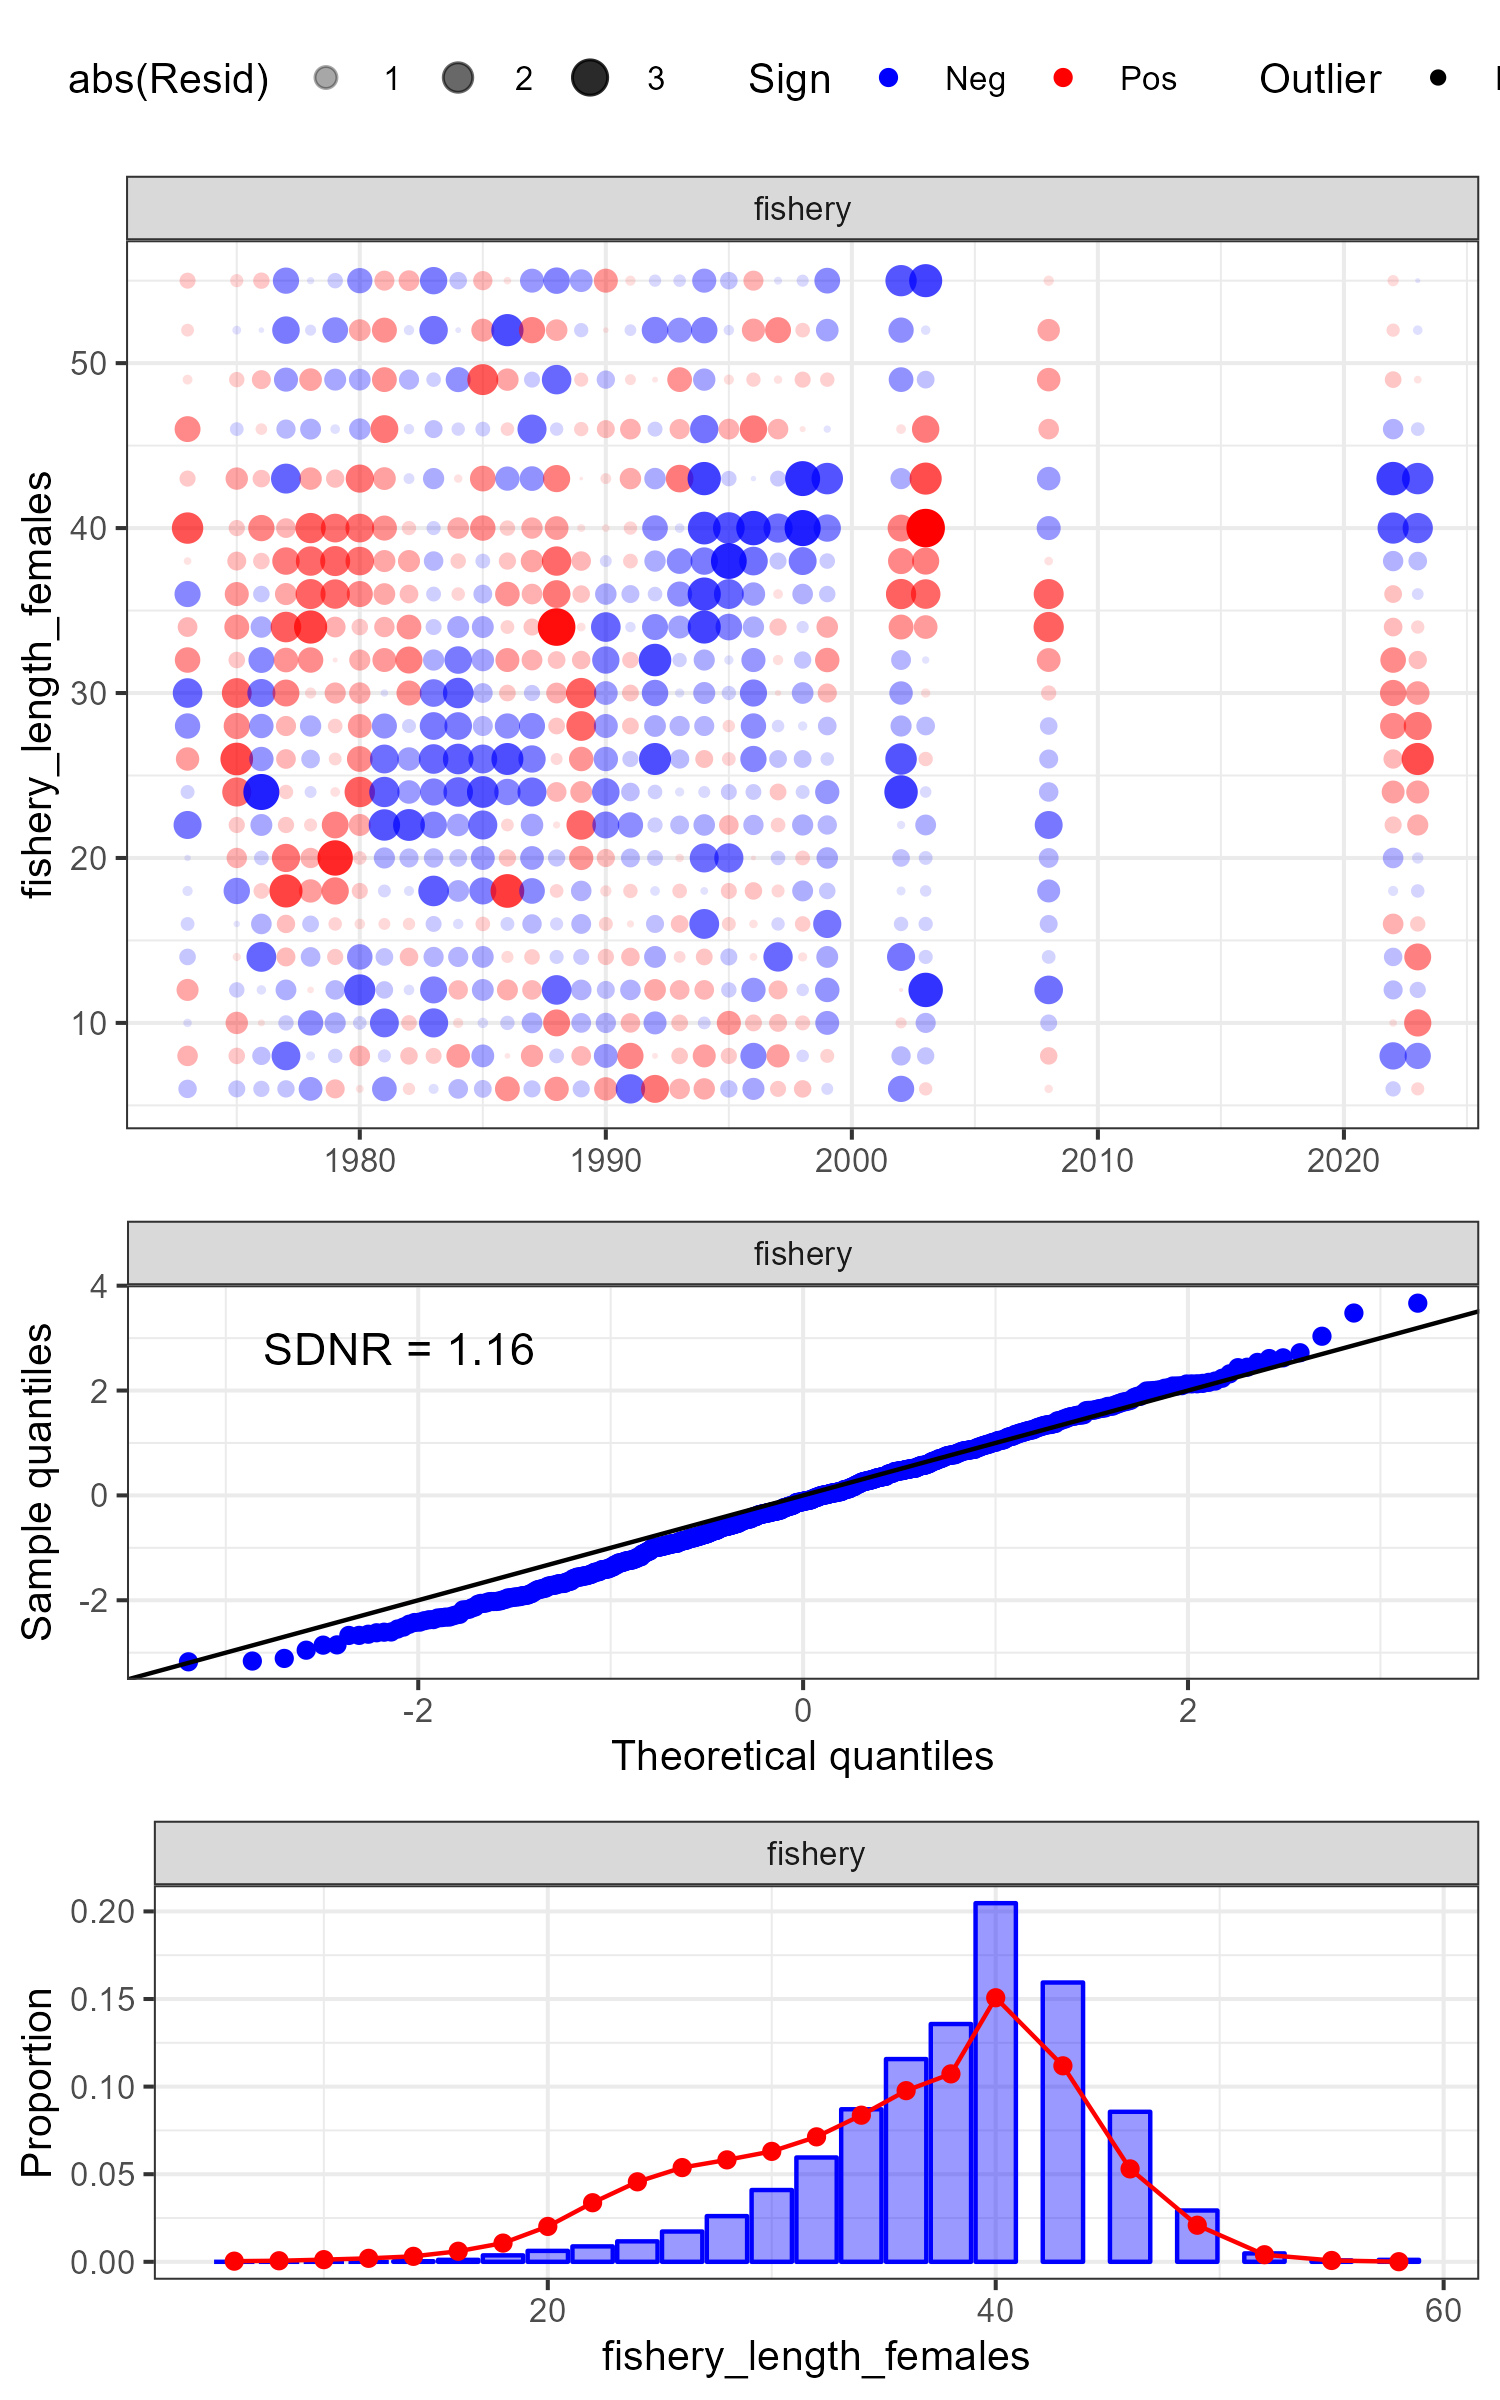 abs(Resid) 1 2 3 Sign Neg Pos Outlier
fishery
fishery_length_females
50
40
30
20
10
1980 1990 2000 2010 2020
fishery
Sample quantiles
4
2
0
-2
SDNR = 1.16
-2 0 2
Theoretical quantiles
fishery
Proportion
0.20
0.15
0.10
0.05
0.00
20 40 60
fishery_length_females